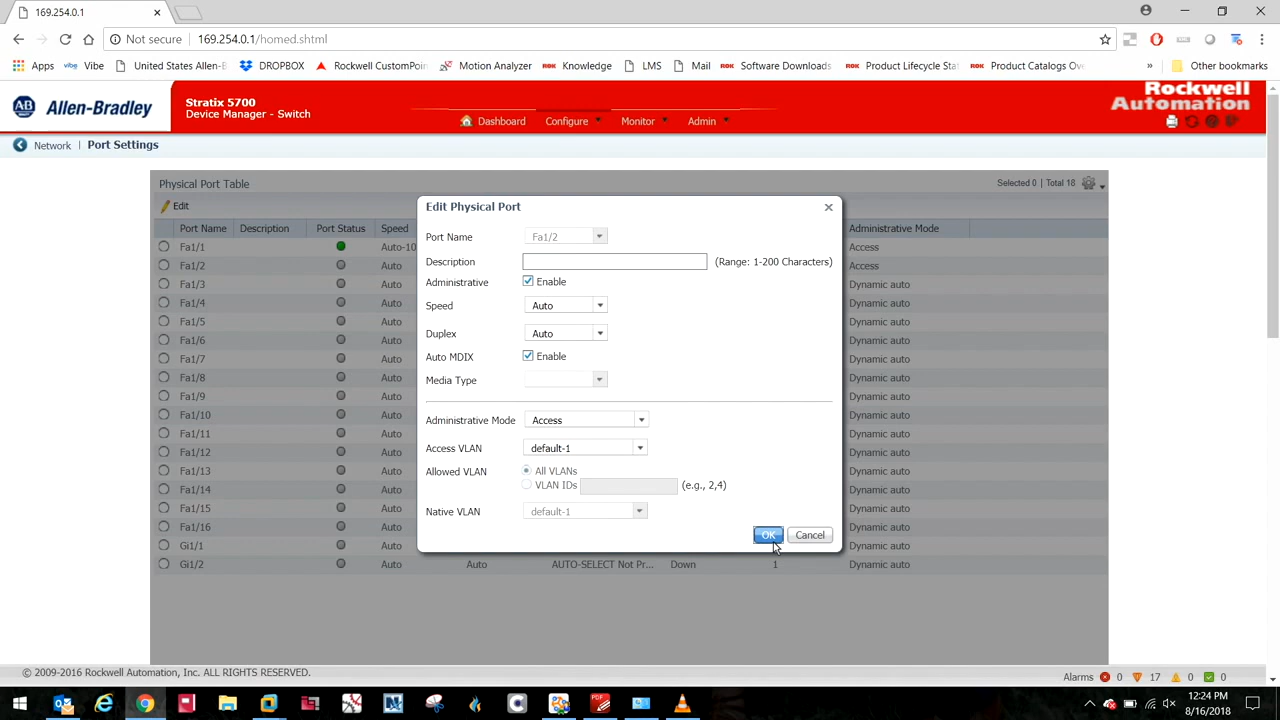 169.254.0.1
Not secure 169.254.0.1/homed.shtml
Apps Vibe United States Allen-B DROPBOX Rockwell CustomPoin Motion Analyzer Knowledge LMS Mail Software Downloads Product Lifecycle Sta Product Catalogs Ove » Other bookmarks
AB Allen-Bradley
Stratix 5700
Device Manager - Switch
Rockwell
Automation
Dashboard Configure Monitor Admin
Network | Port Settings
Physical Port Table Selected 0 | Total 18
Edit
Port Name Description Port Status Speed Administrative Mode
Fa1/1 Auto-10 Access
Fa1/2 Auto Access
Fa1/3 Auto Dynamic auto
Fa1/4 Auto Dynamic auto
Fa1/5 Auto Dynamic auto
Fa1/6 Auto Dynamic auto
Fa1/7 Auto Dynamic auto
Fa1/8 Auto Dynamic auto
Fa1/9 Auto Dynamic auto
Fa1/10 Auto Dynamic auto
Fa1/11 Auto Dynamic auto
Fa1/12 Auto Dynamic auto
Fa1/13 Auto Dynamic auto
Fa1/14 Auto Dynamic auto
Fa1/15 Auto Dynamic auto
Fa1/16 Auto Dynamic auto
Gi1/1 Auto Dynamic auto
Gi1/2 Auto Auto AUTO-SELECT Not Pr... Down 1 Dynamic auto
Edit Physical Port
Port Name Fa1/2
Description (Range: 1-200 Characters)
Administrative Enable
Speed Auto
Duplex Auto
Auto MDIX Enable
Media Type
Administrative Mode Access
Access VLAN default-1
Allowed VLAN All VLANs
VLAN IDs (e.g., 2,4)
Native VLAN default-1
OK Cancel
© 2009-2016 Rockwell Automation, Inc. ALL RIGHTS RESERVED. Alarms 0 17 0 0
12:24 PM
8/16/2018